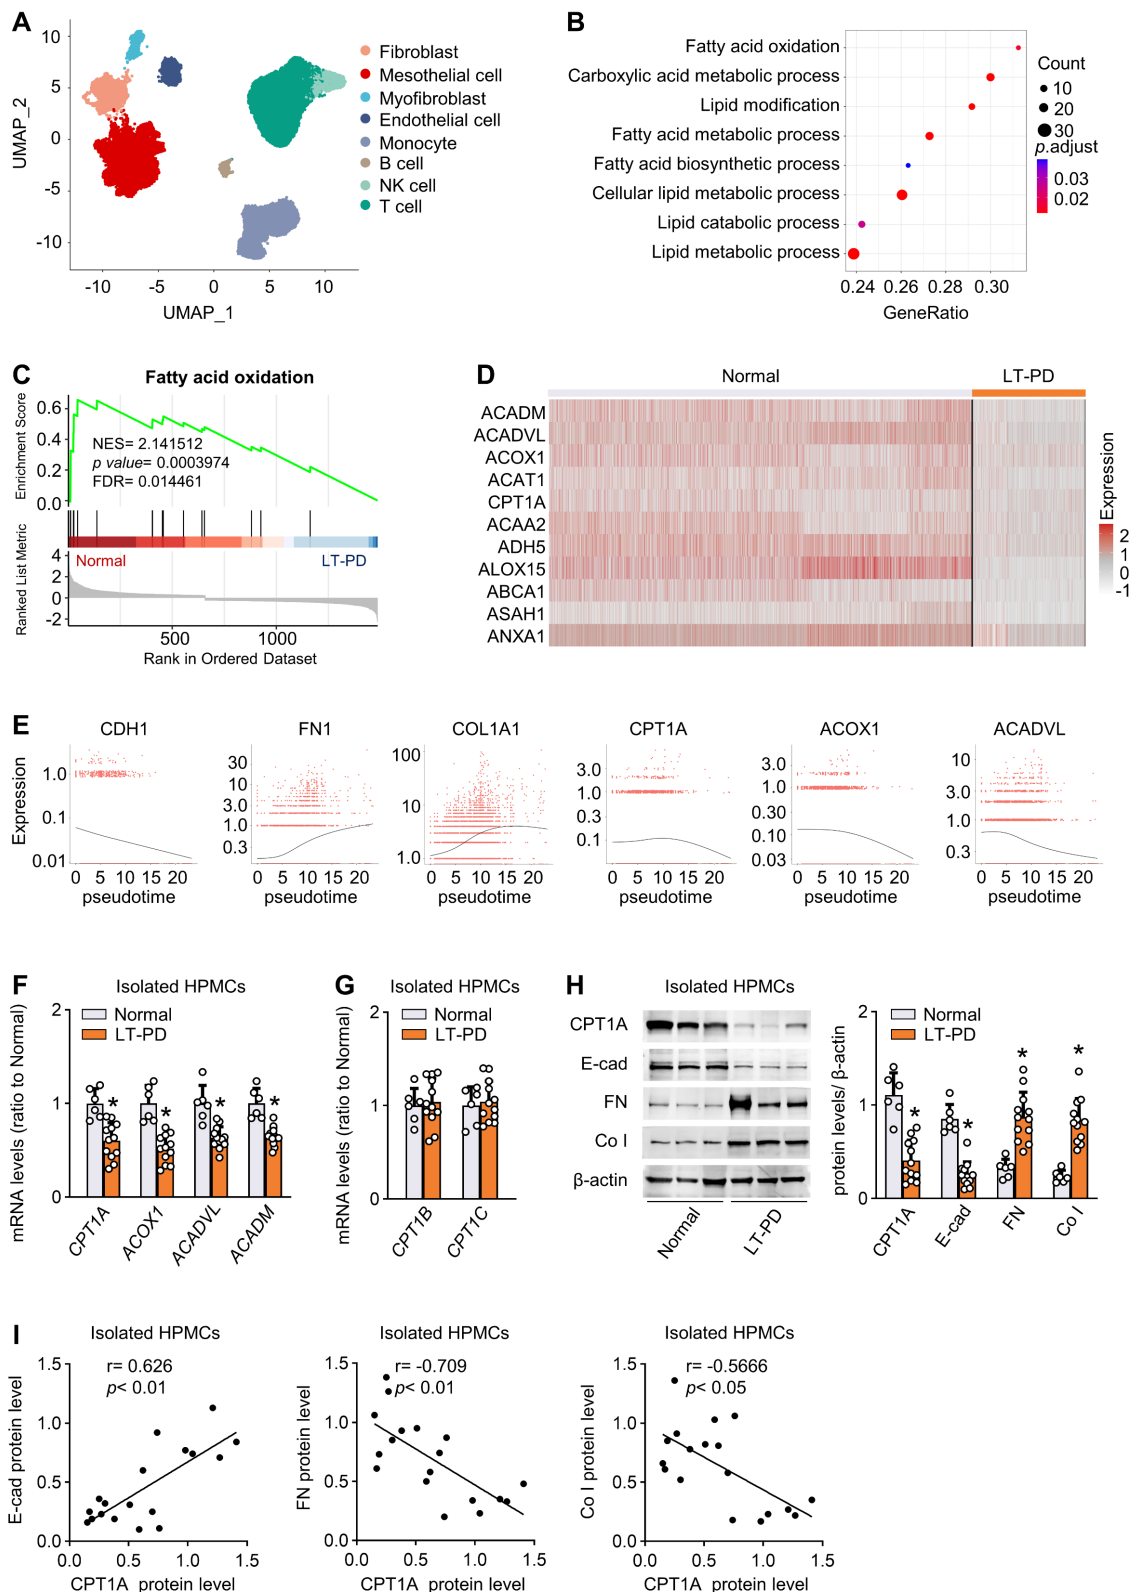 A
10
5
0
-5
-10
UMAP_2
-10 -5 0 5 10
UMAP_1
Fibroblast
Mesothelial cell
Myofibroblast
Endothelial cell
Monocyte
B cell
NK cell
T cell
B
Fatty acid oxidation
Carboxylic acid metabolic process
Lipid modification
Fatty acid metabolic process
Fatty acid biosynthetic process
Cellular lipid metabolic process
Lipid catabolic process
Lipid metabolic process
0.24 0.26 0.28 0.30
GeneRatio
Count
10
20
30
p.adjust
0.03
0.02
C
Fatty acid oxidation
Enrichment Score
0.6
0.4
0.2
0.0
NES= 2.141512
p value= 0.0003974
FDR= 0.014461
Normal LT-PD
Ranked List Metric
4
2
0
-2
500 1000
Rank in Ordered Dataset
D
Normal LT-PD
ACADM
ACADVL
ACOX1
ACAT1
CPT1A
ACAA2
ADH5
ALOX15
ABCA1
ASAH1
ANXA1
Expression
2
1
0
-1
E
Expression
CDH1
1.0
0.1
0.01
0 5 10 15 20
pseudotime
FN1
30
10
3.0
1.0
0.3
0 5 10 15 20
pseudotime
COL1A1
100
10
1.0
0 5 10 15 20
pseudotime
CPT1A
3.0
1.0
0.3
0.1
0 5 10 15 20
pseudotime
ACOX1
3.0
1.0
0.30
0.10
0.03
0 5 10 15 20
pseudotime
ACADVL
10
3.0
1.0
0.3
0 5 10 15 20
pseudotime
F
Isolated HPMCs
mRNA levels (ratio to Normal)
2
1
0
Normal
LT-PD
* * * *
CPT1A ACOX1 ACADVL ACADM
G
Isolated HPMCs
mRNA levels (ratio to Normal)
2
1
0
Normal
LT-PD
CPT1B CPT1C
H
Isolated HPMCs
CPT1A
E-cad
FN
Co I
β-actin
Normal LT-PD
protein levels/ β-actin
2
1
0
Normal
LT-PD
* * * *
CPT1A E-cad FN Co I
I
Isolated HPMCs
E-cad protein level
1.5
1.0
0.5
0.0
r= 0.626
p< 0.01
0.0 0.5 1.0 1.5
CPT1A protein level
Isolated HPMCs
FN protein level
1.5
1.0
0.5
0.0
r= -0.709
p< 0.01
0.0 0.5 1.0 1.5
CPT1A protein level
Isolated HPMCs
Co I protein level
1.5
1.0
0.5
0.0
r= -0.5666
p< 0.05
0.0 0.5 1.0 1.5
CPT1A protein level